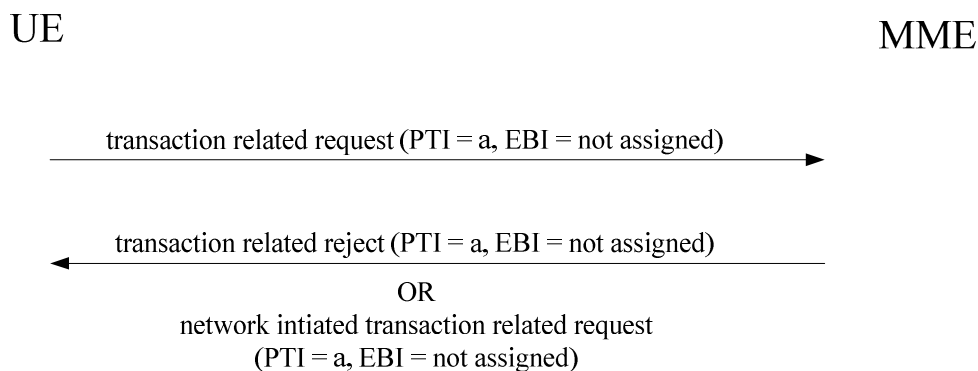 UE
MME
transaction related request (PTI = a, EBI = not assigned)
transaction related reject (PTI = a, EBI = not assigned)
OR
network intiated transaction related request
(PTI = a, EBI = not assigned)